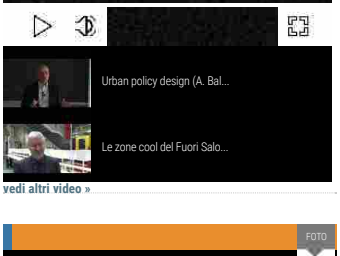 Urban policy design (A. Bal...
Le zone cool del Fuori Salo...
vedi altri video »
FOTO